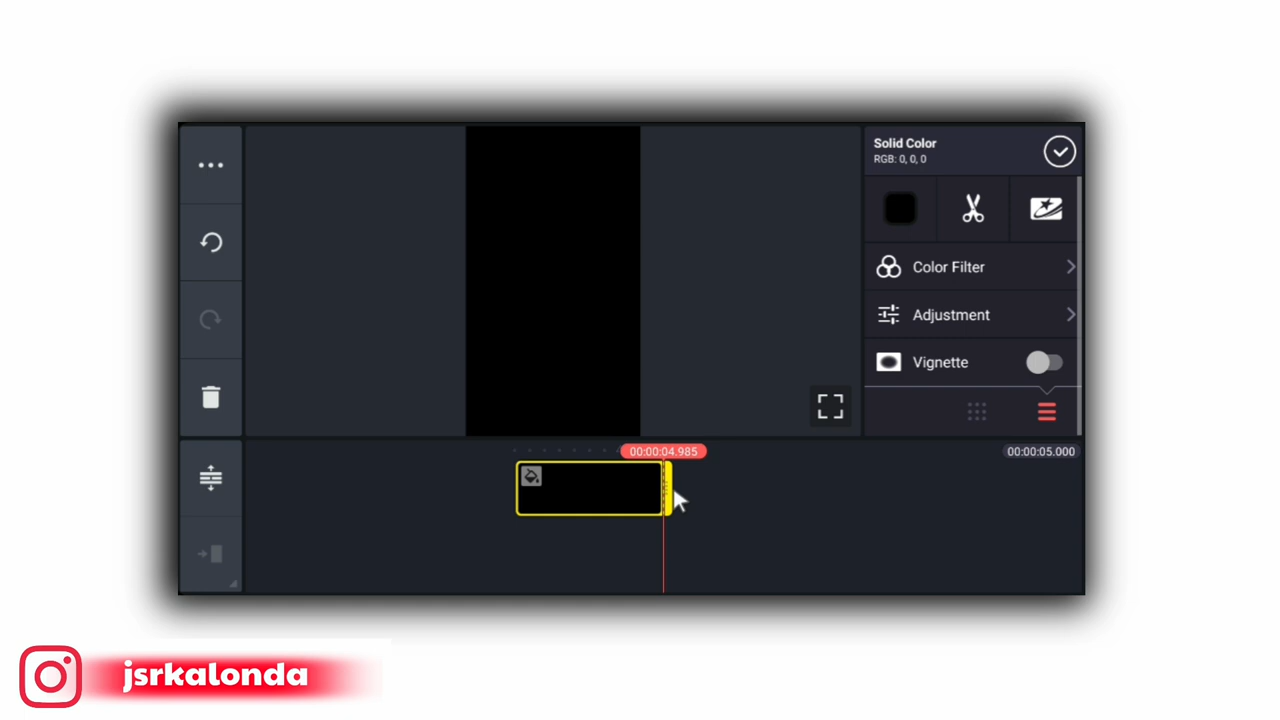 Solid Color
RGB: 0, 0, 0
Color Filter
Adjustment
Vignette
00:00:04.985
00:00:05.000
jsrkalonda